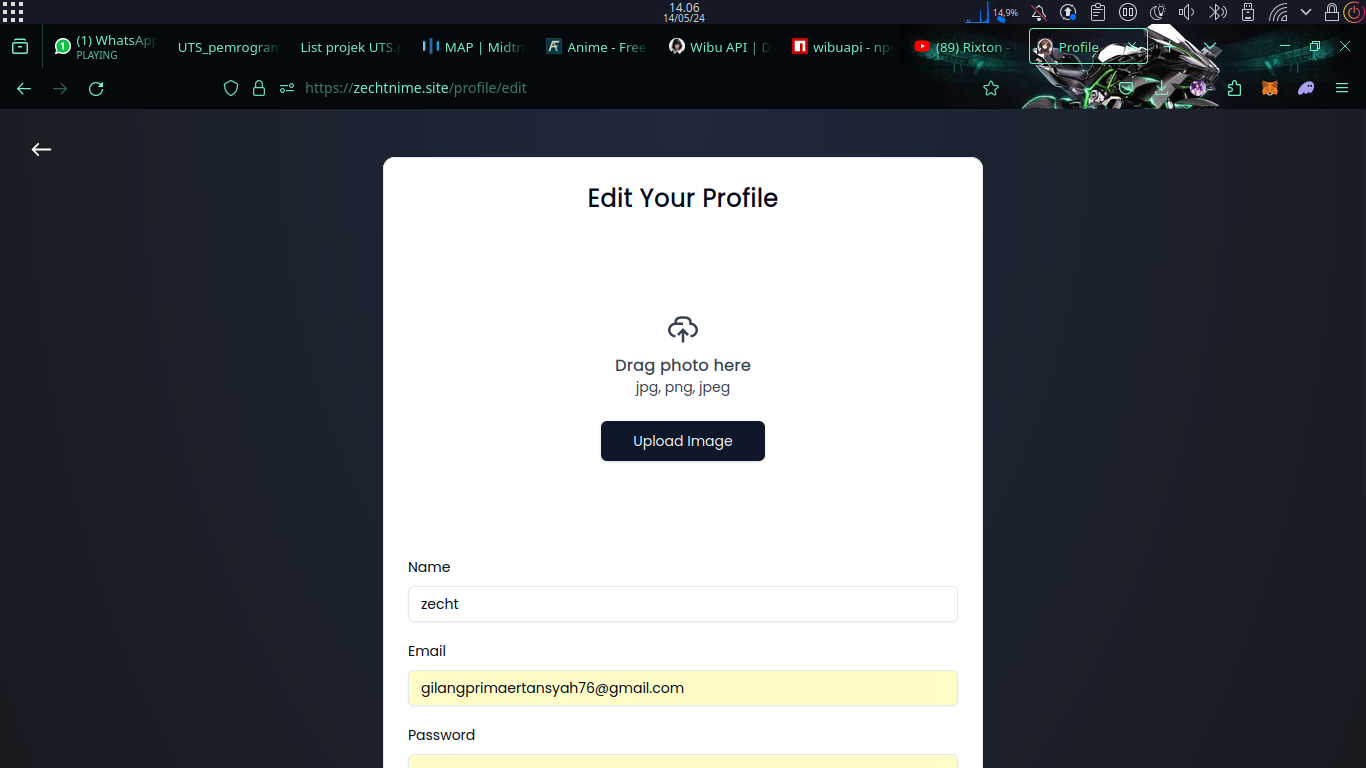 14.06
14/05/24
14,9%
(1) WhatsApp
PLAYING
UTS_pemrogram
List projek UTS.p
MAP | Midtr
Anime - Free
Wibu API | D
wibuapi - np
(89) Rixton -
Profile
https://zechtnime.site/profile/edit
Edit Your Profile
Drag photo here
jpg, png, jpeg
Upload Image
Name
zecht
Email
gilangprimaertansyah76@gmail.com
Password